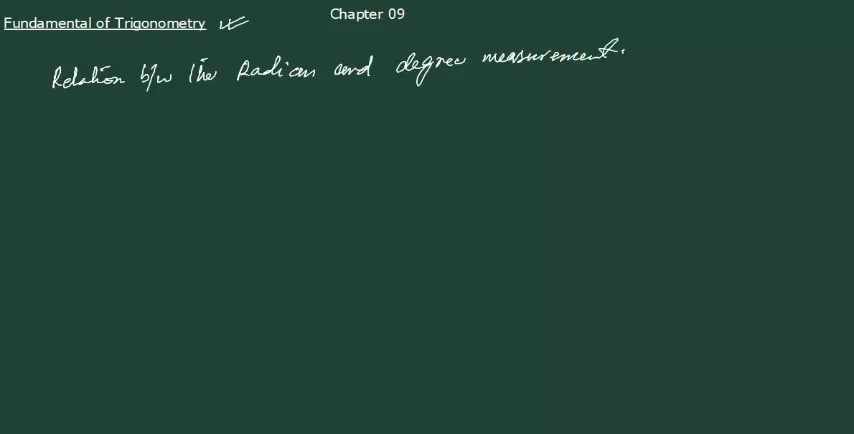 Chapter 09
Fundamental of Trigonometry
Relation b/w the Radian and degree measurement.